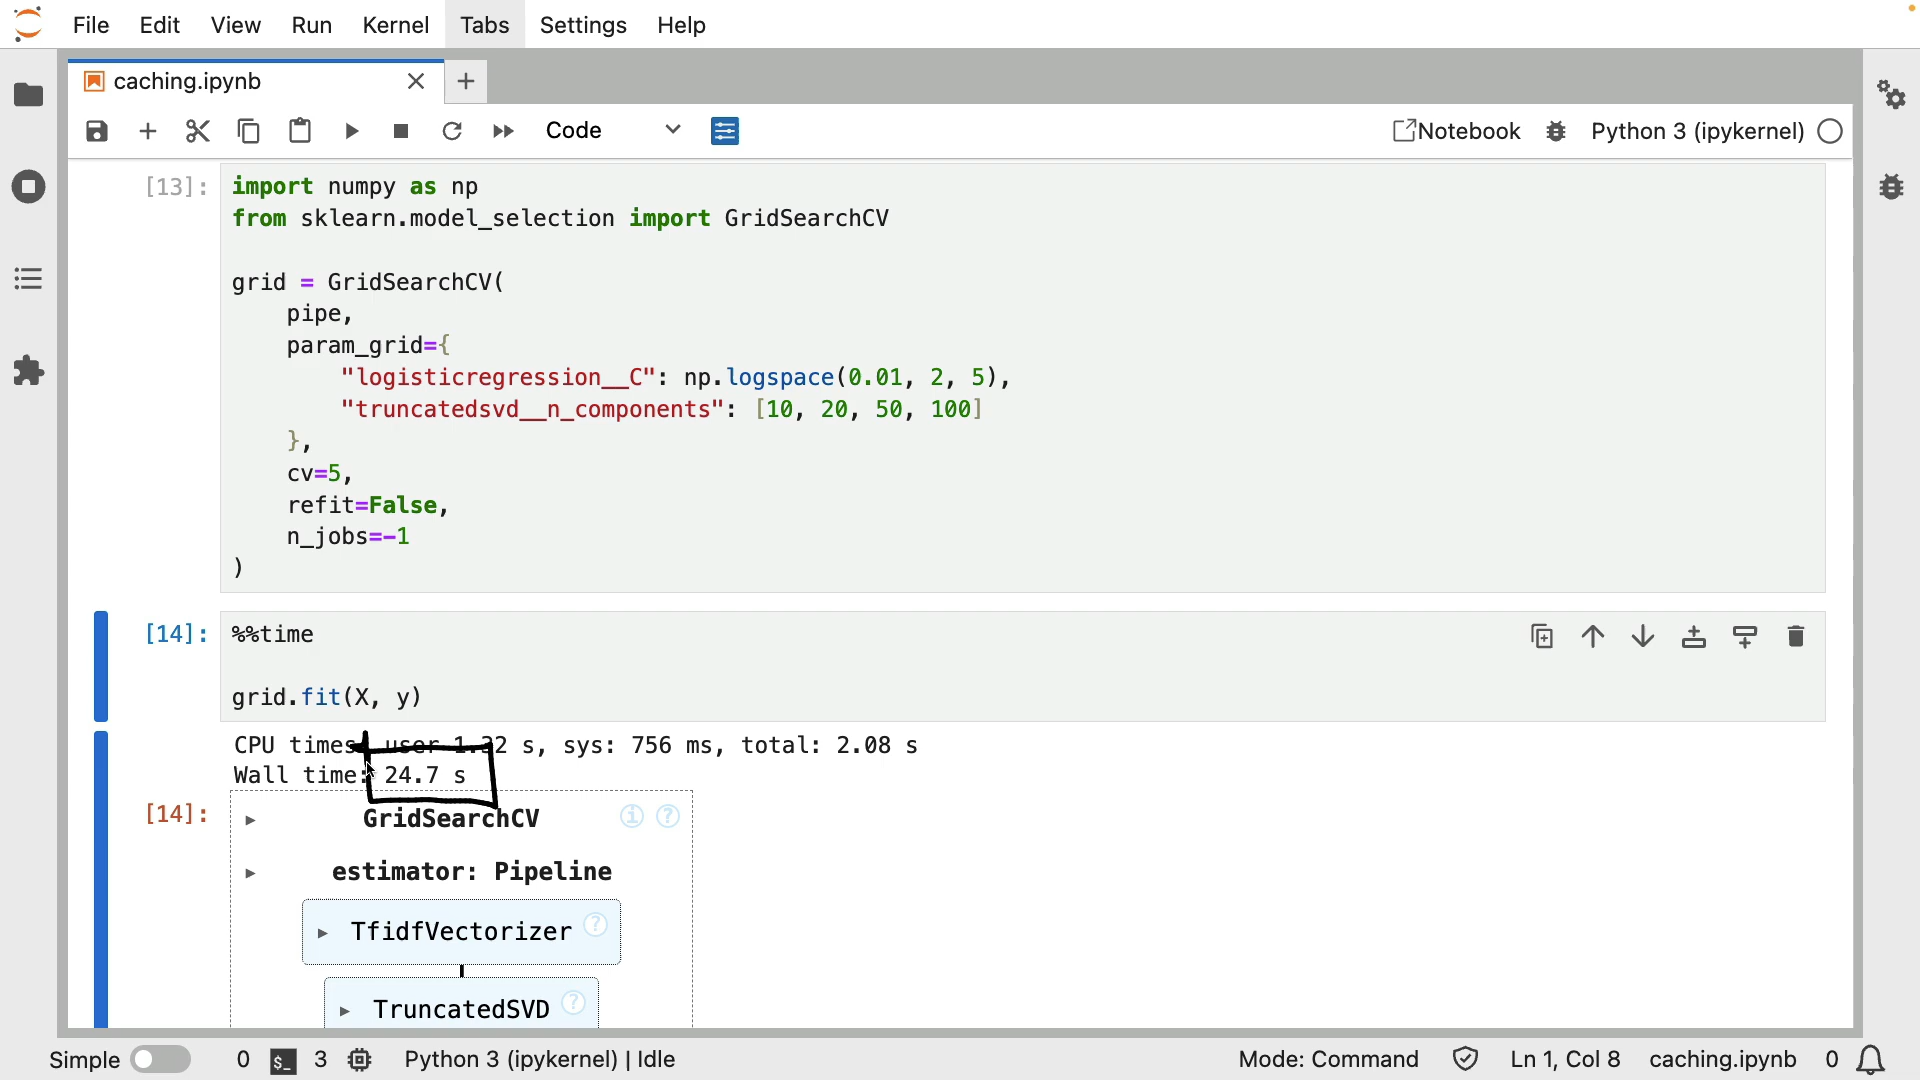 File Edit View Run Kernel Tabs Settings Help
caching.ipynb
Code Notebook Python 3 (ipykernel)
[13]: import numpy as np
from sklearn.model_selection import GridSearchCV
grid = GridSearchCV(
pipe,
param_grid={
"logisticregression__C": np.logspace(0.01, 2, 5),
"truncatedsvd__n_components": [10, 20, 50, 100]
},
cv=5,
refit=False,
n_jobs=-1
)
[14]: %%time
grid.fit(X, y)
CPU times: user 1.32 s, sys: 756 ms, total: 2.08 s
Wall time: 24.7 s
[14]: GridSearchCV
estimator: Pipeline
TfidfVectorizer
TruncatedSVD
Simple 0 3 Python 3 (ipykernel) | Idle Mode: Command Ln 1, Col 8 caching.ipynb 0